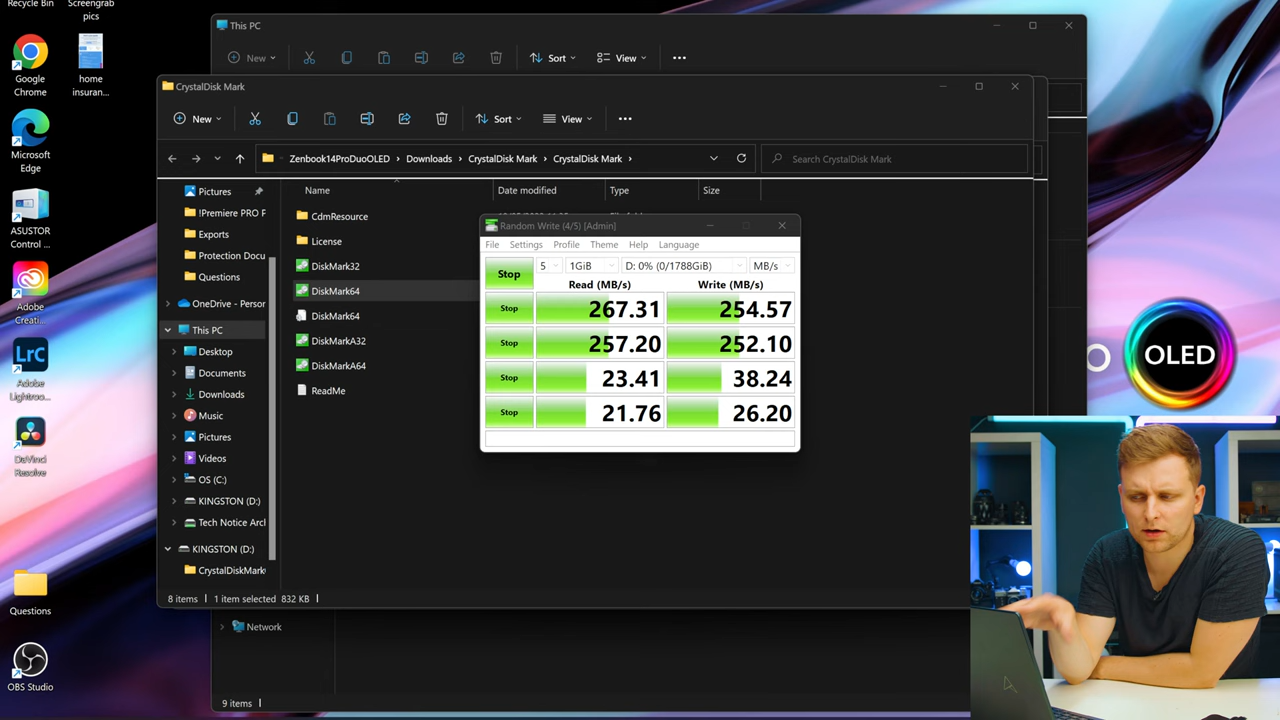 Recycle Bin
Screengrab
pics
Google
Chrome
home
insuran...
Microsoft
Edge
ASUSTOR
Control ...
Adobe
Creati...
Lrc
Adobe
Lightroo...
DaVinci
Resolve
Questions
OBS Studio
This PC
New
Sort
View
CrystalDisk Mark
New
Sort
View
Zenbook14ProDuoOLED > Downloads > CrystalDisk Mark > CrystalDisk Mark >
Search CrystalDisk Mark
Name
Date modified
Type
Size
Pictures
!Premiere PRO F
Exports
Protection Docu
Questions
OneDrive - Person
This PC
Desktop
Documents
Downloads
Music
Pictures
Videos
OS (C:)
KINGSTON (D:)
Tech Notice Arcl
KINGSTON (D:)
CrystalDiskMark
CdmResource
License
DiskMark32
DiskMark64
DiskMark64
DiskMarkA32
DiskMarkA64
ReadMe
8 items
1 item selected 832 KB
Network
9 items
Random Write (4/5) [Admin]
File Settings Profile Theme Help Language
Stop 5 1GiB D: 0% (0/1788GiB) MB/s
Read (MB/s) Write (MB/s)
Stop 267.31 254.57
Stop 257.20 252.10
Stop 23.41 38.24
Stop 21.76 26.20
OLED